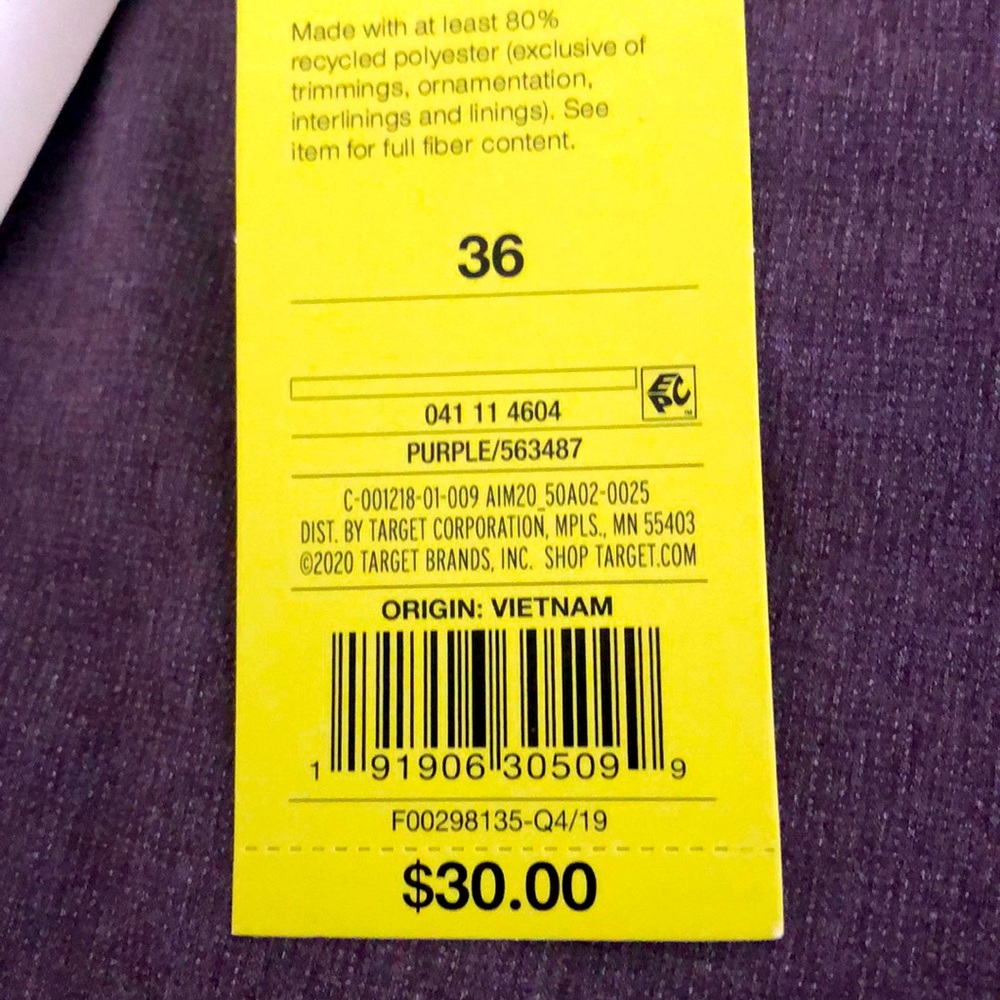 Made with at least 80%
recycled polyester (exclusive of
trimmings, ornamentation,
interlinings and linings). See
item for full fiber content.
36
EPC™
041 11 4604
PURPLE/563487
C-001218-01-009 AIM20_50A02-0025
DIST. BY TARGET CORPORATION, MPLS., MN 55403
©2020 TARGET BRANDS, INC. SHOP TARGET.COM
ORIGIN: VIETNAM
1 91906 30509 9
F00298135-Q4/19
$30.00